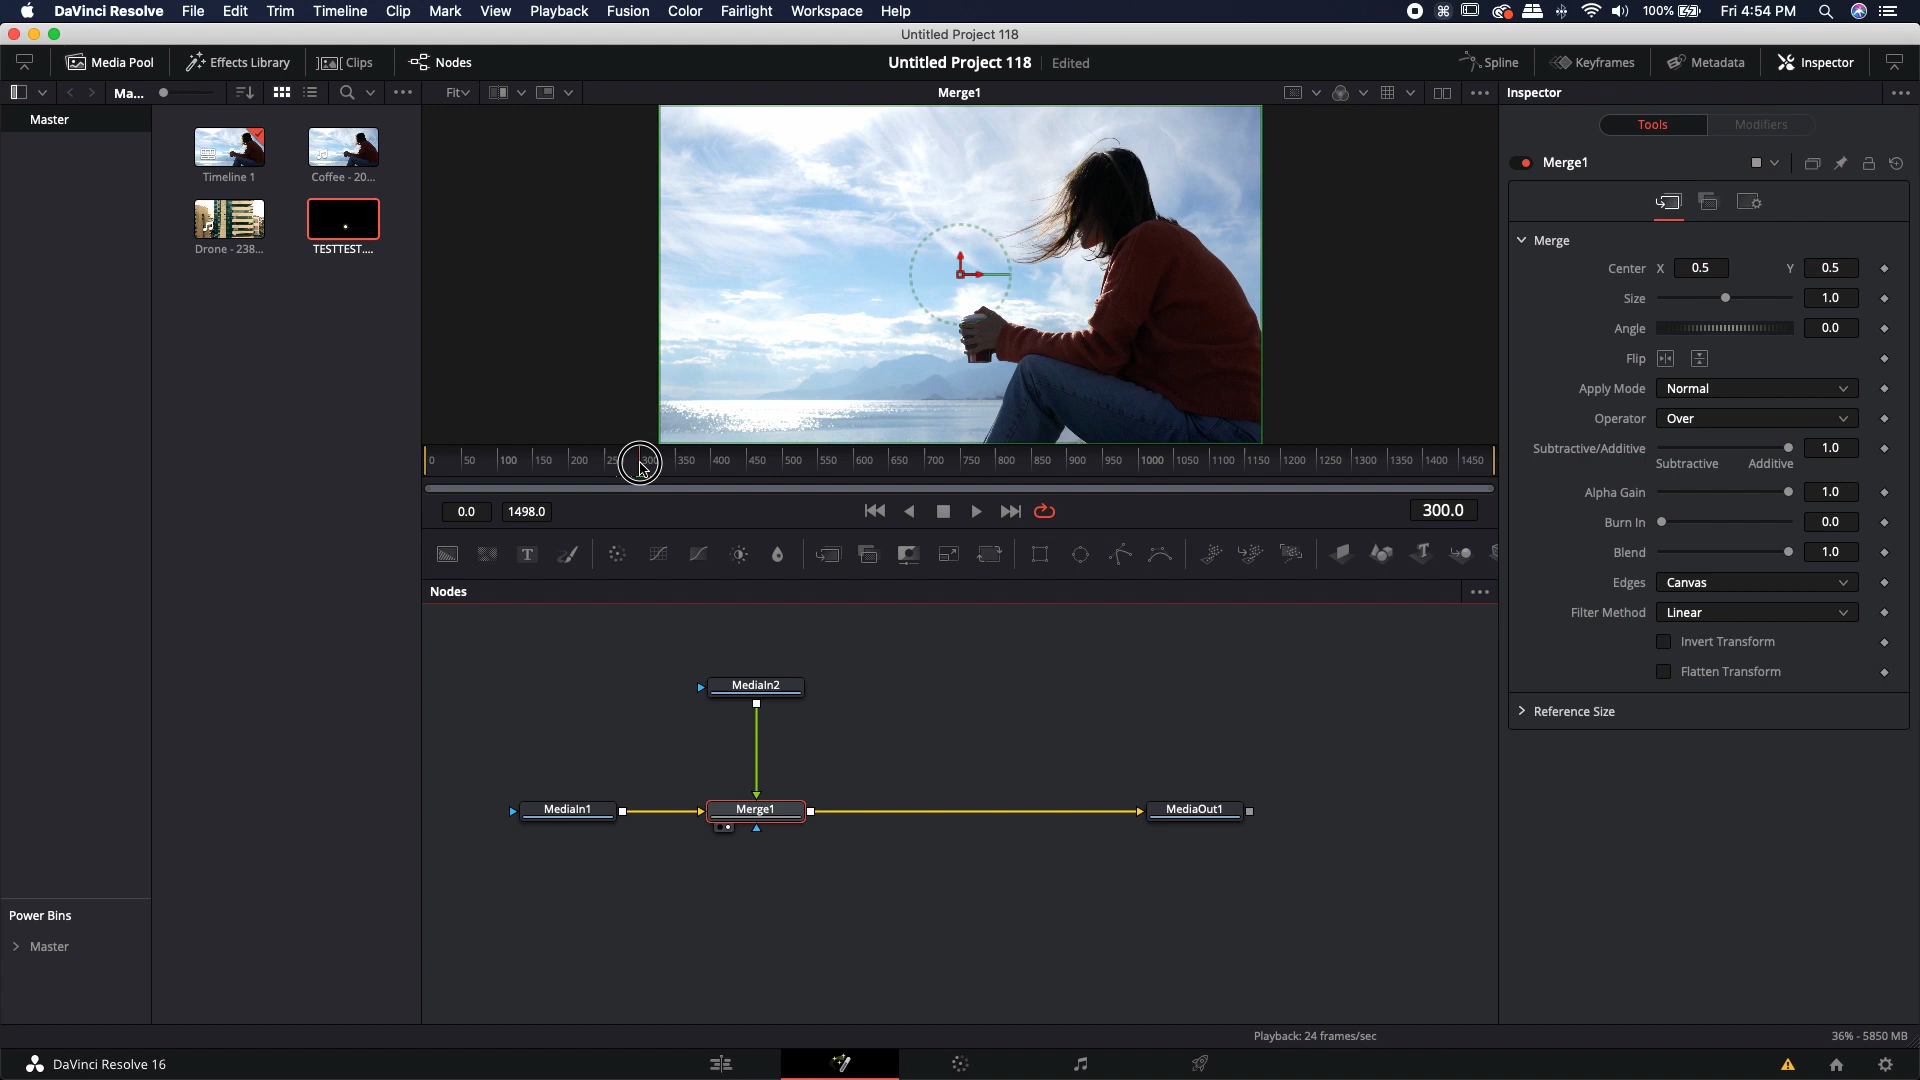 DaVinci Resolve File Edit Trim Timeline Clip Mark View Playback Fusion Color Fairlight Workspace Help 100% Fri 4:54 PM
Untitled Project 118
Media Pool Effects Library Clips Nodes Untitled Project 118 Edited Spline Keyframes Metadata Inspector
Ma... Fit Merge1 Inspector
Master
Tools Modifiers
Merge1
Timeline 1 Coffee - 20...
Drone - 238... TESTTEST....
Merge
Center X 0.5 Y 0.5
Size 1.0
Angle 0.0
Flip
Apply Mode Normal
Operator Over
Subtractive/Additive 1.0
Subtractive Additive
0 50 100 150 200 300 350 400 450 500 550 600 650 700 750 800 850 900 950 1000 1050 1100 1150 1200 1250 1300 1350 1400 1450
Alpha Gain 1.0
0.0 1498.0 300.0
Burn In 0.0
Blend 1.0
Edges Canvas
Filter Method Linear
Invert Transform
Flatten Transform
Reference Size
T
Nodes
MediaIn2
MediaIn1 Merge1 MediaOut1
Power Bins
Master
Playback: 24 frames/sec 36% - 5850 MB
DaVinci Resolve 16